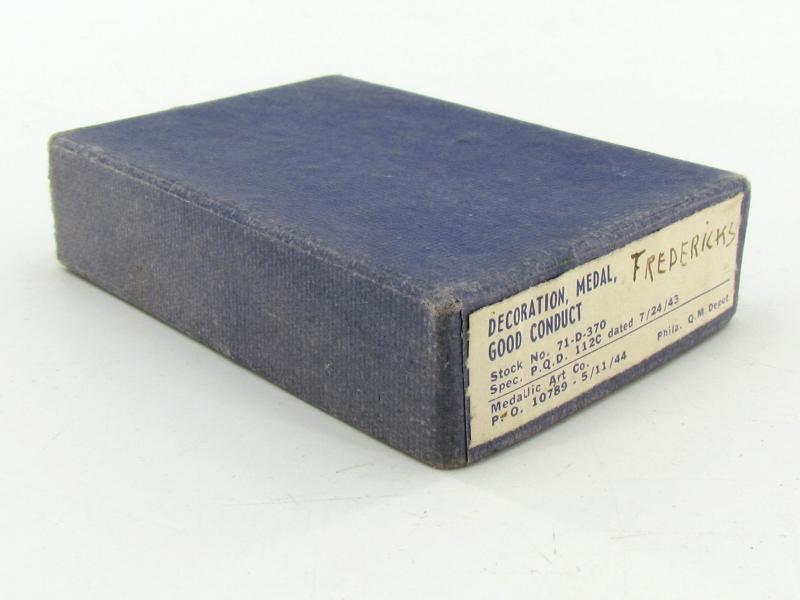 DECORATION, MEDAL, FREDERICKS
GOOD CONDUCT
Stock No. 71-D-370
Spec. P.Q.D. 112C dated 7/24/43
Medallic Art Co. Phila. Q.M. Depot
P.O. 10789 - 5/11/44